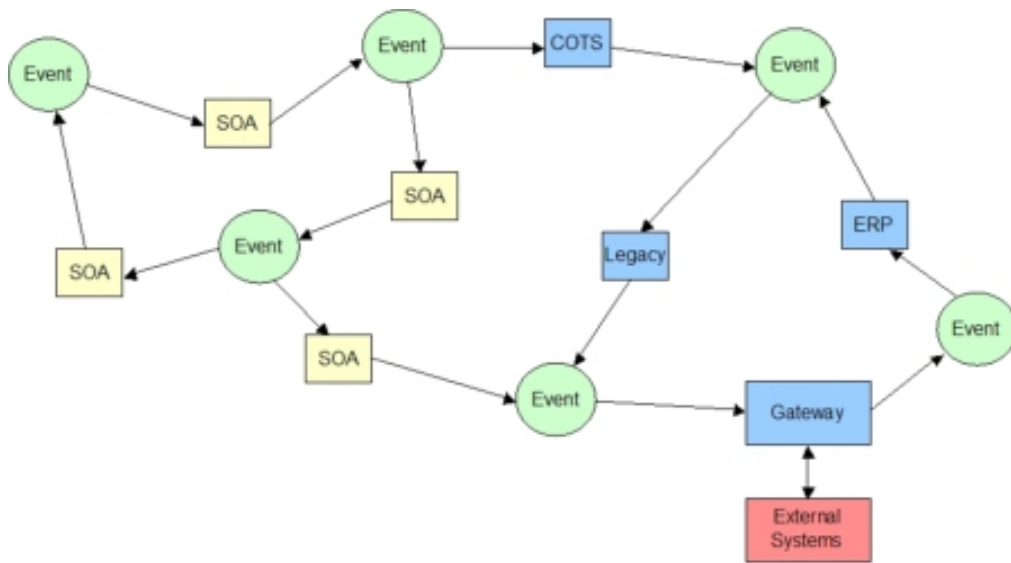 Event
Event
COTS
Event
SOA
SOA
Event
ERP
Legacy
SOA
Event
SOA
Event
Gateway
External
Systems